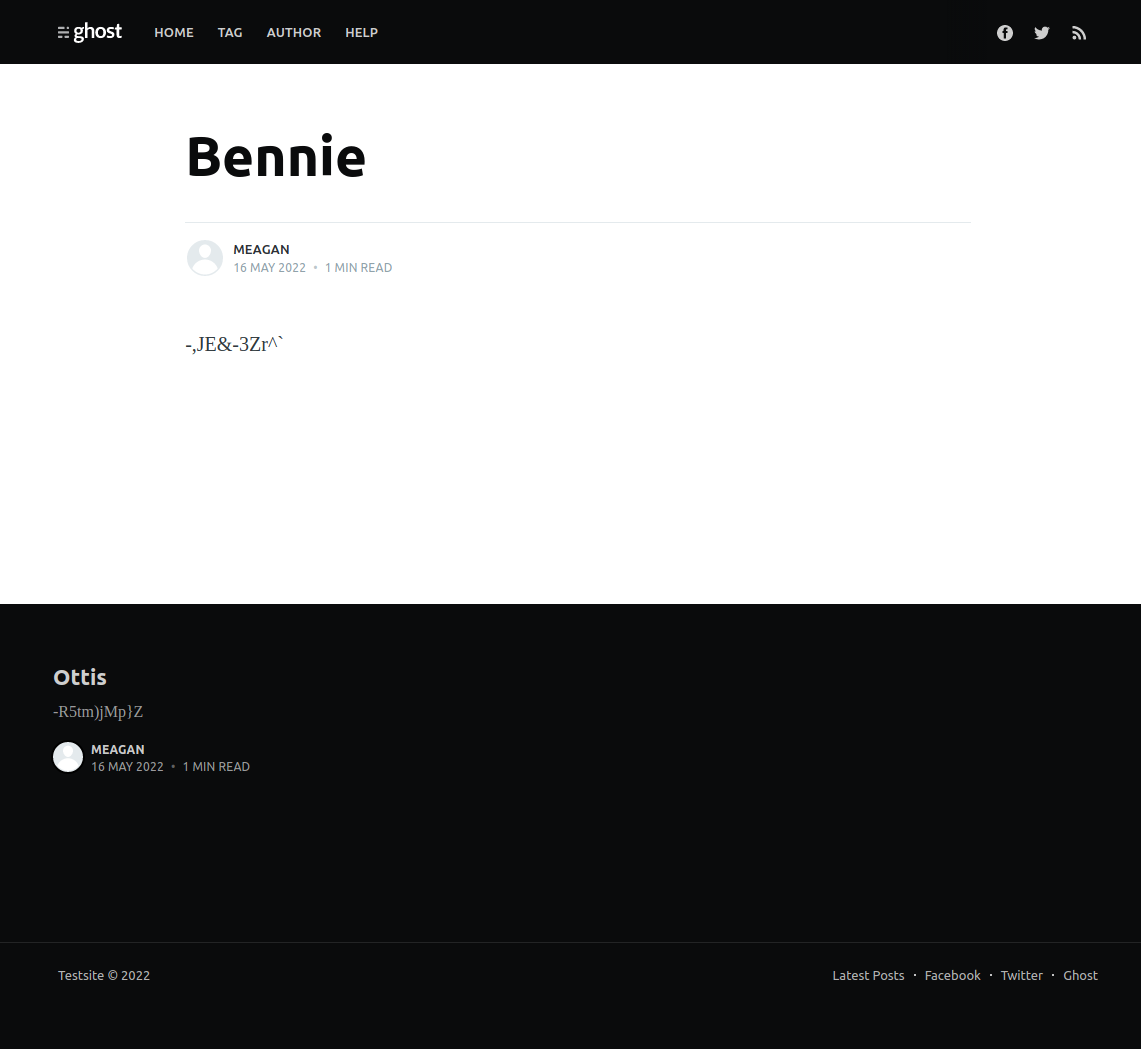 ghost HOME TAG AUTHOR HELP
Bennie
MEAGAN
16 MAY 2022 • 1 MIN READ
-,JE&-3Zr^`
Ottis
-R5tm)jMp}Z
MEAGAN
16 MAY 2022 • 1 MIN READ
Testsite © 2022 Latest Posts · Facebook · Twitter · Ghost